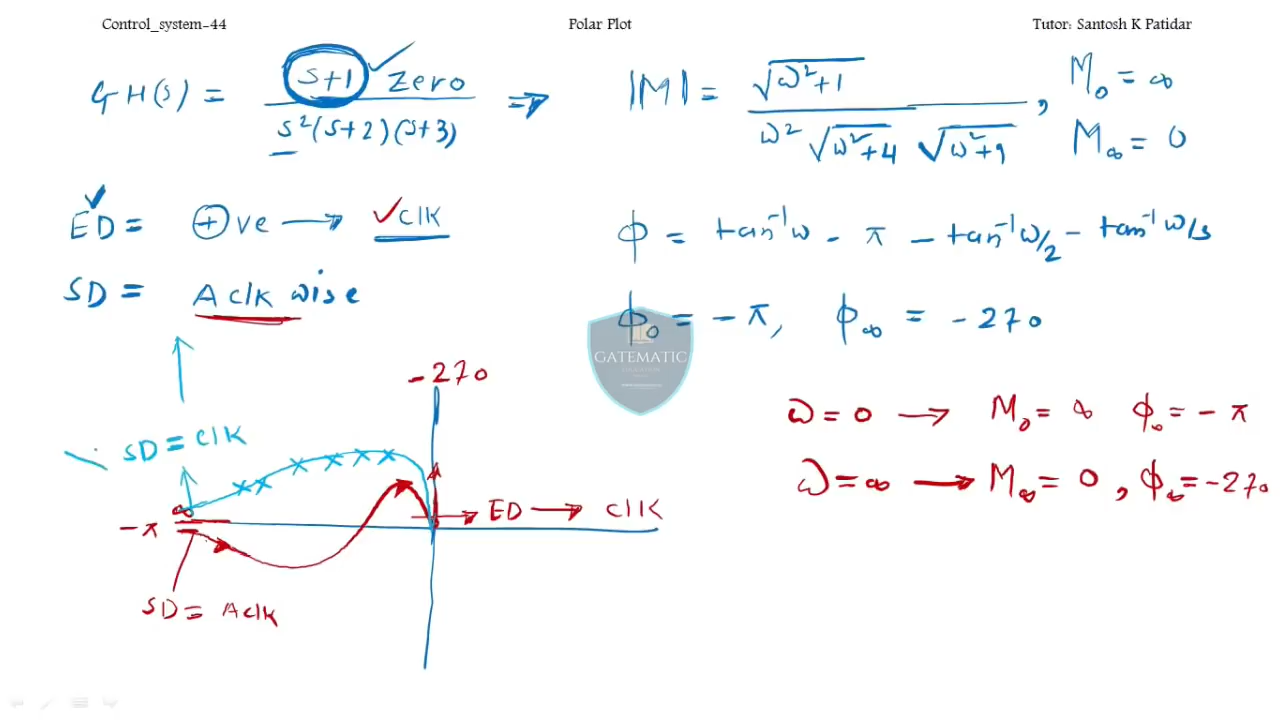 Control_system-44
Polar Plot
Tutor: Santosh K Patidar
GH(s) = s+1 zero / s²(s+2)(s+3) ⇒ |M| = √ω²+1 / ω² √ω²+4 √ω²+9 , M₀ = ∞
M∞ = 0
ED = +ve → ✓clk
ϕ = tan⁻¹ω - π - tan⁻¹ω/2 - tan⁻¹ω/3
SD = Aclkwise
ϕ₀ = -π, ϕ∞ = -270
GATEMATIC
EDUCATION
-270
ω = 0 → M₀ = ∞ ϕ₀ = -π
SD = clk
ω = ∞ → M∞ = 0 , ϕ∞ = -270
∞
-π
ED → clk
SD = Aclk